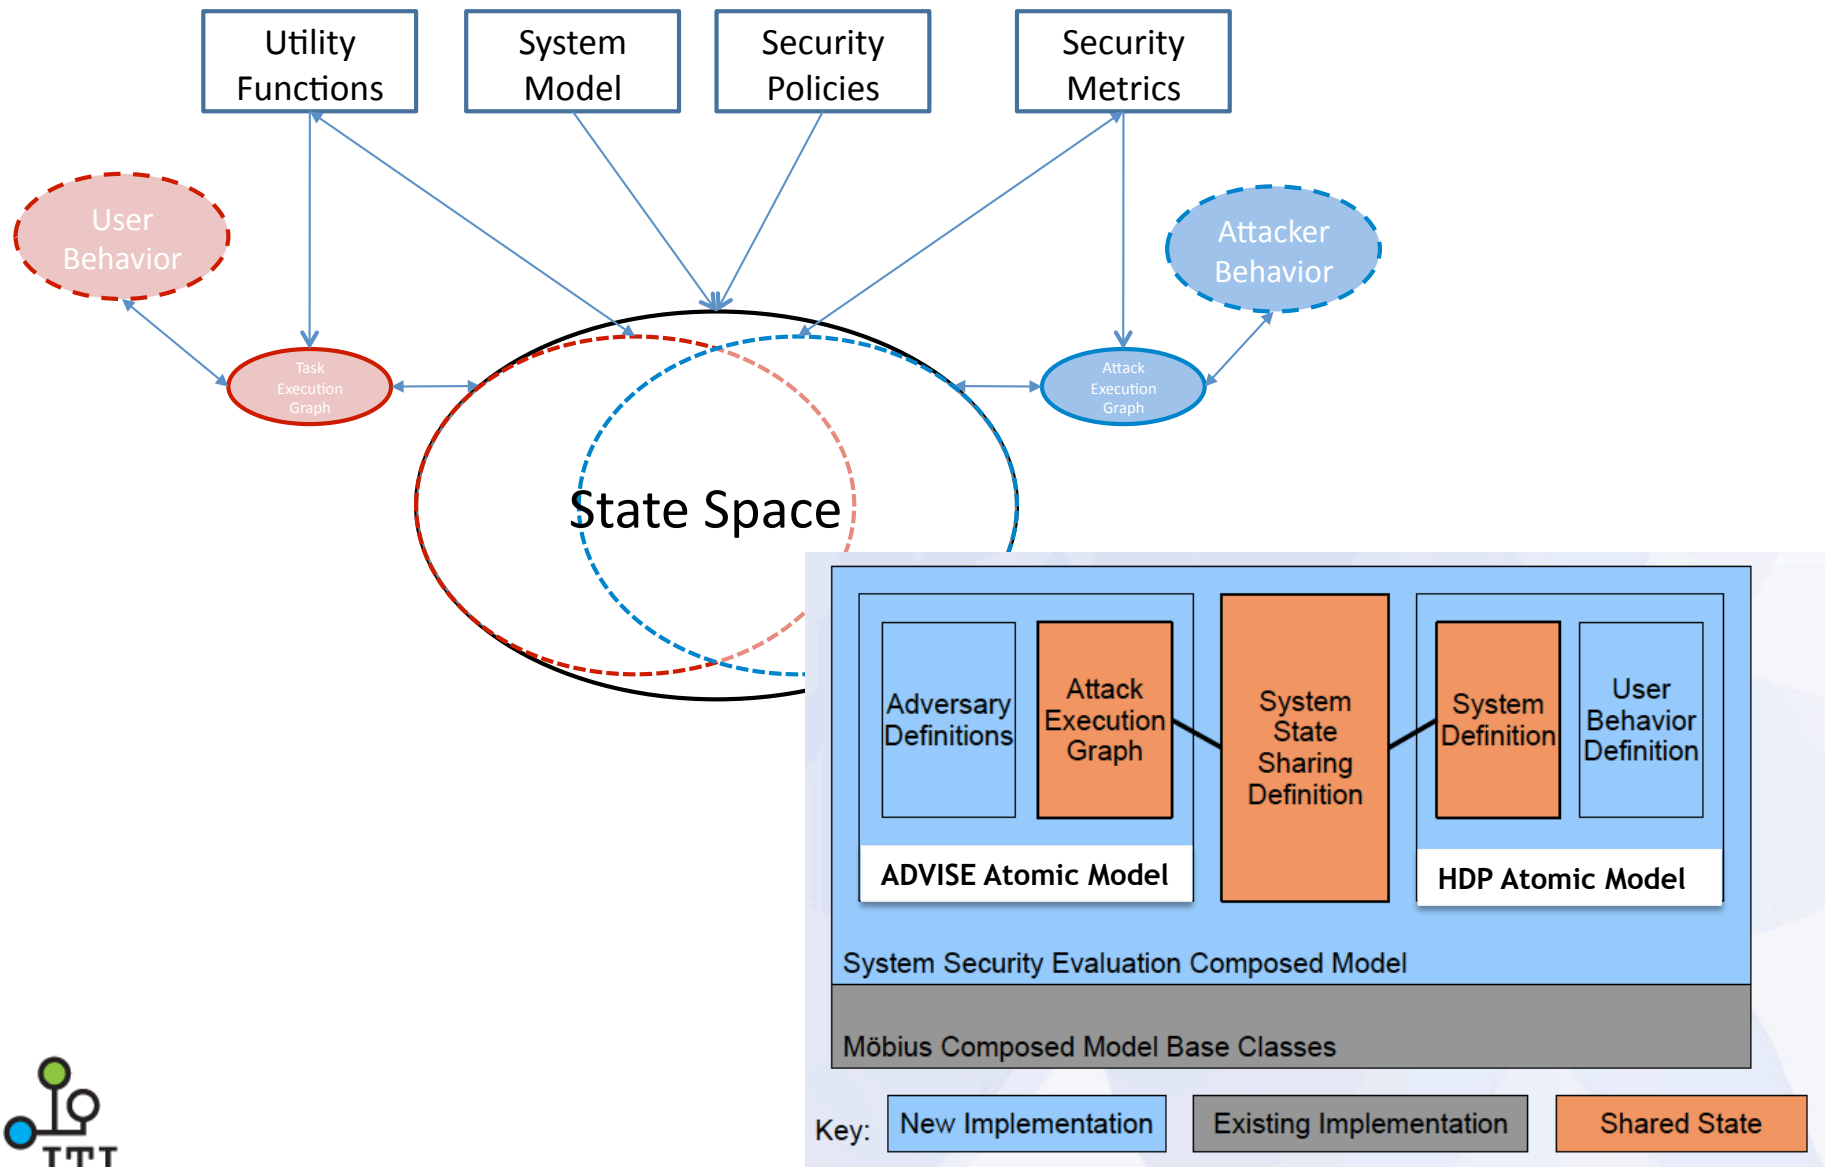 Utility
Functions
System
Model
Security
Policies
Security
Metrics
User
Behavior
Attacker
Behavior
Task
Execution
Graph
Attack
Execution
Graph
State Space
Adversary
Definitions
Attack
Execution
Graph
System
State
Sharing
Definition
System
Definition
User
Behavior
Definition
ADVISE Atomic Model
HDP Atomic Model
System Security Evaluation Composed Model
Möbius Composed Model Base Classes
Key:
New Implementation
Existing Implementation
Shared State
ITI